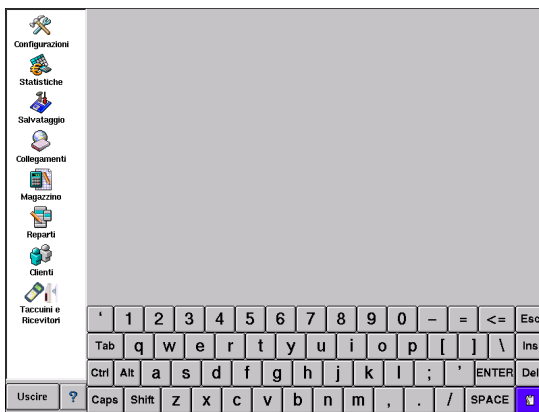 Configurazioni
Statistiche
Salvataggio
Collegamenti
Magazzino
Reparti
Clienti
Taccuini e
Ricevitori
Uscire ?
‘ 1 2 3 4 5 6 7 8 9 0 – = <= Esc
Tab q w e r t y u i o p [ ] \ Ins
Ctrl Alt a s d f g h j k l ; ’ ENTER Del
Caps Shift z x c v b n m , . / SPACE